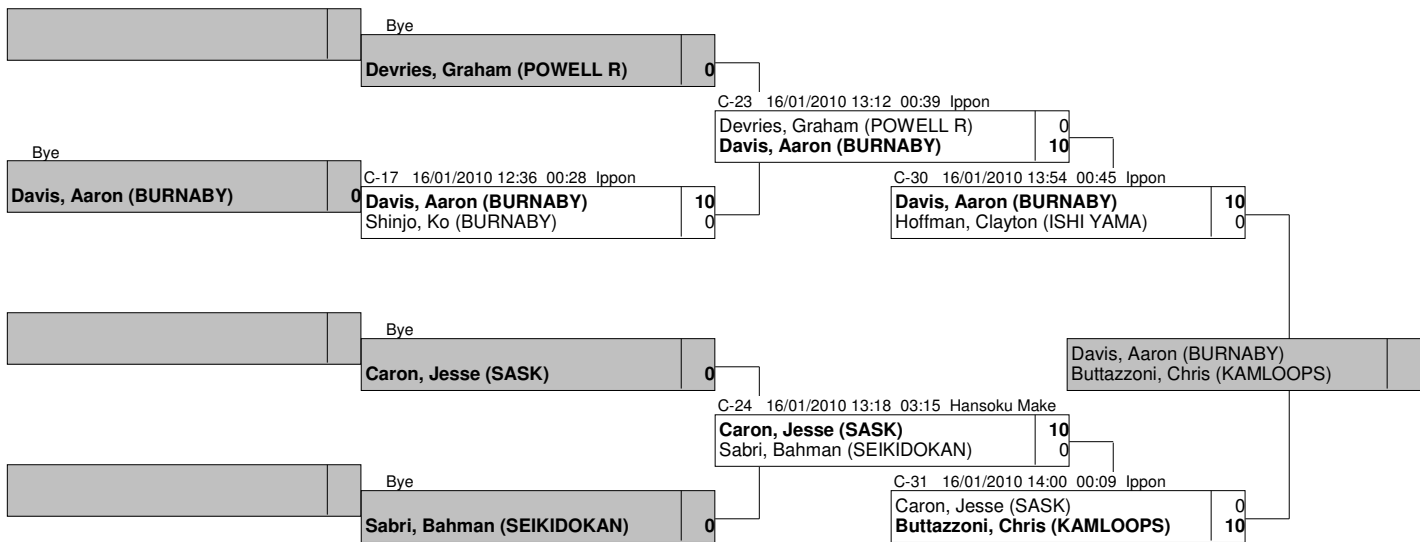 Bye
Devries, Graham (POWELL R) 0
C-23 16/01/2010 13:12 00:39 Ippon
Devries, Graham (POWELL R) 0
Davis, Aaron (BURNABY) 10
Bye
Davis, Aaron (BURNABY) 0
C-17 16/01/2010 12:36 00:28 Ippon
Davis, Aaron (BURNABY) 10
Shinjo, Ko (BURNABY) 0
C-30 16/01/2010 13:54 00:45 Ippon
Davis, Aaron (BURNABY) 10
Hoffman, Clayton (ISHI YAMA) 0
Bye
Caron, Jesse (SASK) 0
Davis, Aaron (BURNABY)
Buttazzoni, Chris (KAMLOOPS)
C-24 16/01/2010 13:18 03:15 Hansoku Make
Caron, Jesse (SASK) 10
Sabri, Bahman (SEIKIDOKAN) 0
Bye
Sabri, Bahman (SEIKIDOKAN) 0
C-31 16/01/2010 14:00 00:09 Ippon
Caron, Jesse (SASK) 0
Buttazzoni, Chris (KAMLOOPS) 10